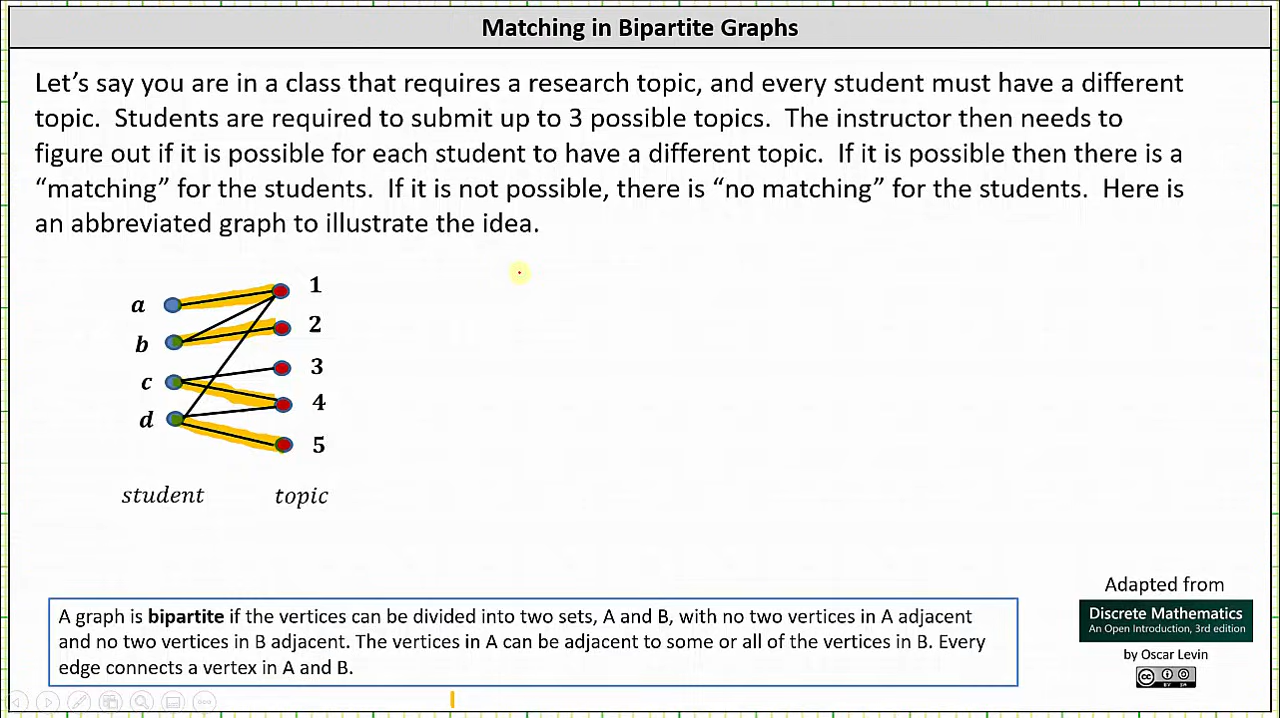 Matching in Bipartite Graphs
Let’s say you are in a class that requires a research topic, and every student must have a different
topic. Students are required to submit up to 3 possible topics. The instructor then needs to
figure out if it is possible for each student to have a different topic. If it is possible then there is a
“matching” for the students. If it is not possible, there is “no matching” for the students. Here is
an abbreviated graph to illustrate the idea.
a
1
b
2
c
3
d
4
5
student
topic
A graph is bipartite if the vertices can be divided into two sets, A and B, with no two vertices in A adjacent
and no two vertices in B adjacent. The vertices in A can be adjacent to some or all of the vertices in B. Every
edge connects a vertex in A and B.
Adapted from
Discrete Mathematics
An Open Introduction, 3rd edition
by Oscar Levin
CC BY SA